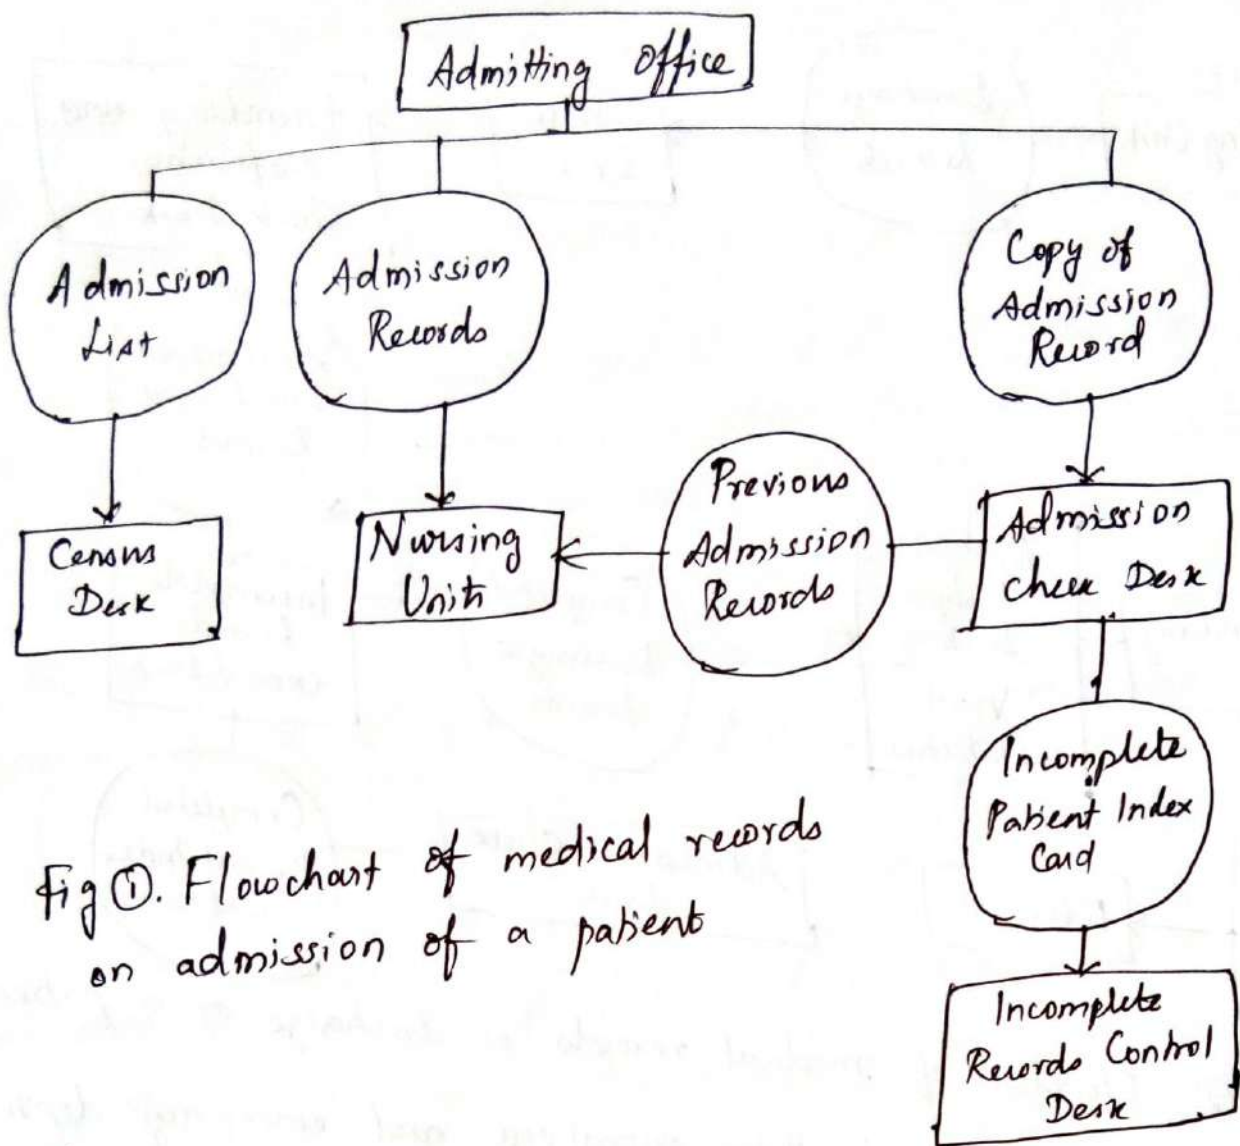 Admitting Office
Admission
List
Admission
Records
Copy of
Admission
Record
Census
Desk
Nursing
Units
Previous
Admission
Records
Admission
check Desk
Incomplete
Patient Index
Card
Incomplete
Records Control
Desk
Fig ①. Flowchart of medical records
on admission of a patient